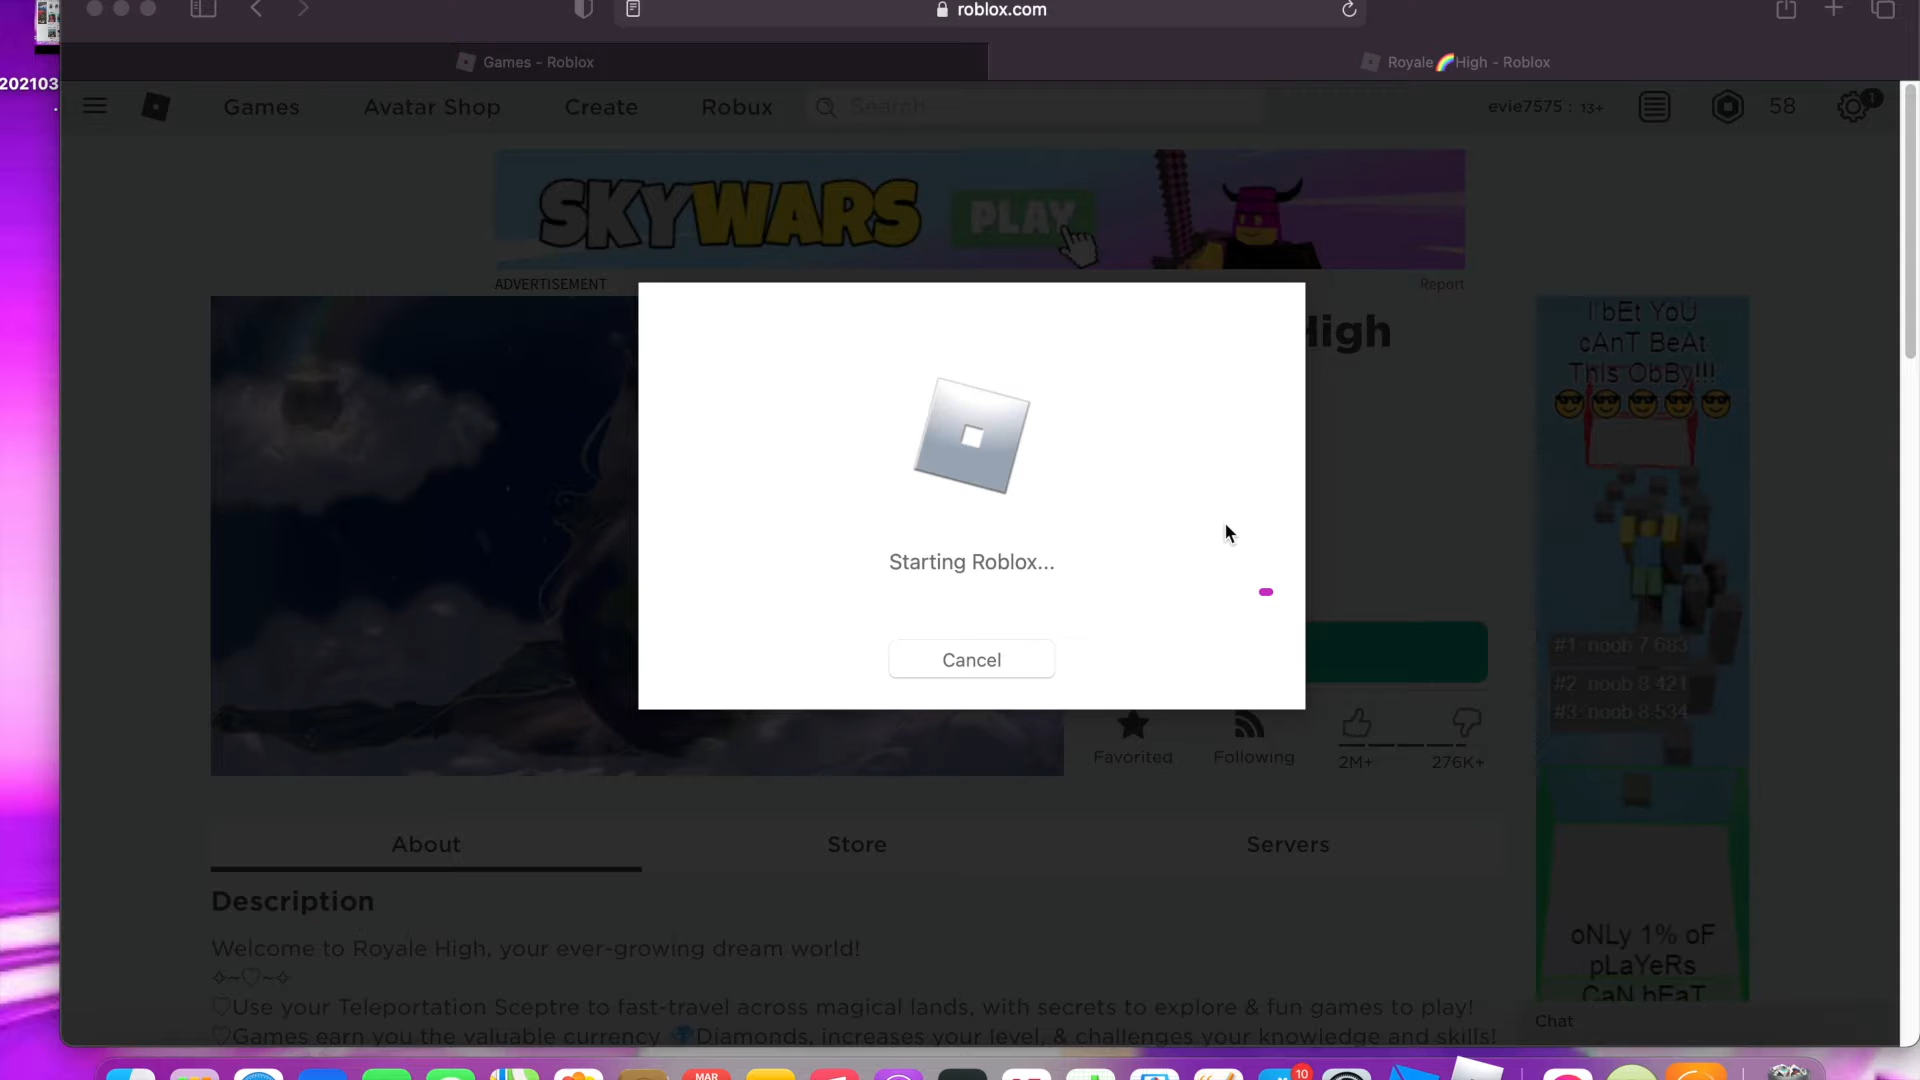 roblox.com
202103
Games – Roblox
Royale 🌈High - Roblox
Games
Avatar Shop
Create
Robux
Search
evie7575 : 13+
58
1
SKYWARS
PLAY
ADVERTISEMENT
Report
High
I bEt YoU
cAnT BeAt
This ObBy!!!
😎😎😎😎😎
Starting Roblox...
Cancel
#1 noob 7 683
#2 noob 8 421
#3 noob 8 534
Favorited
Following
2M+
276K+
About
Store
Servers
Description
Welcome to Royale High, your ever-growing dream world!
✧~♡~✧
♡Use your Teleportation Sceptre to fast-travel across magical lands, with secrets to explore & fun games to play!
♡Games earn you the valuable currency 💎Diamonds, increases your level, & challenges your knowledge and skills!
oNLy 1% oF
pLaYeRs
CaN bEaT
Chat
MAR
10